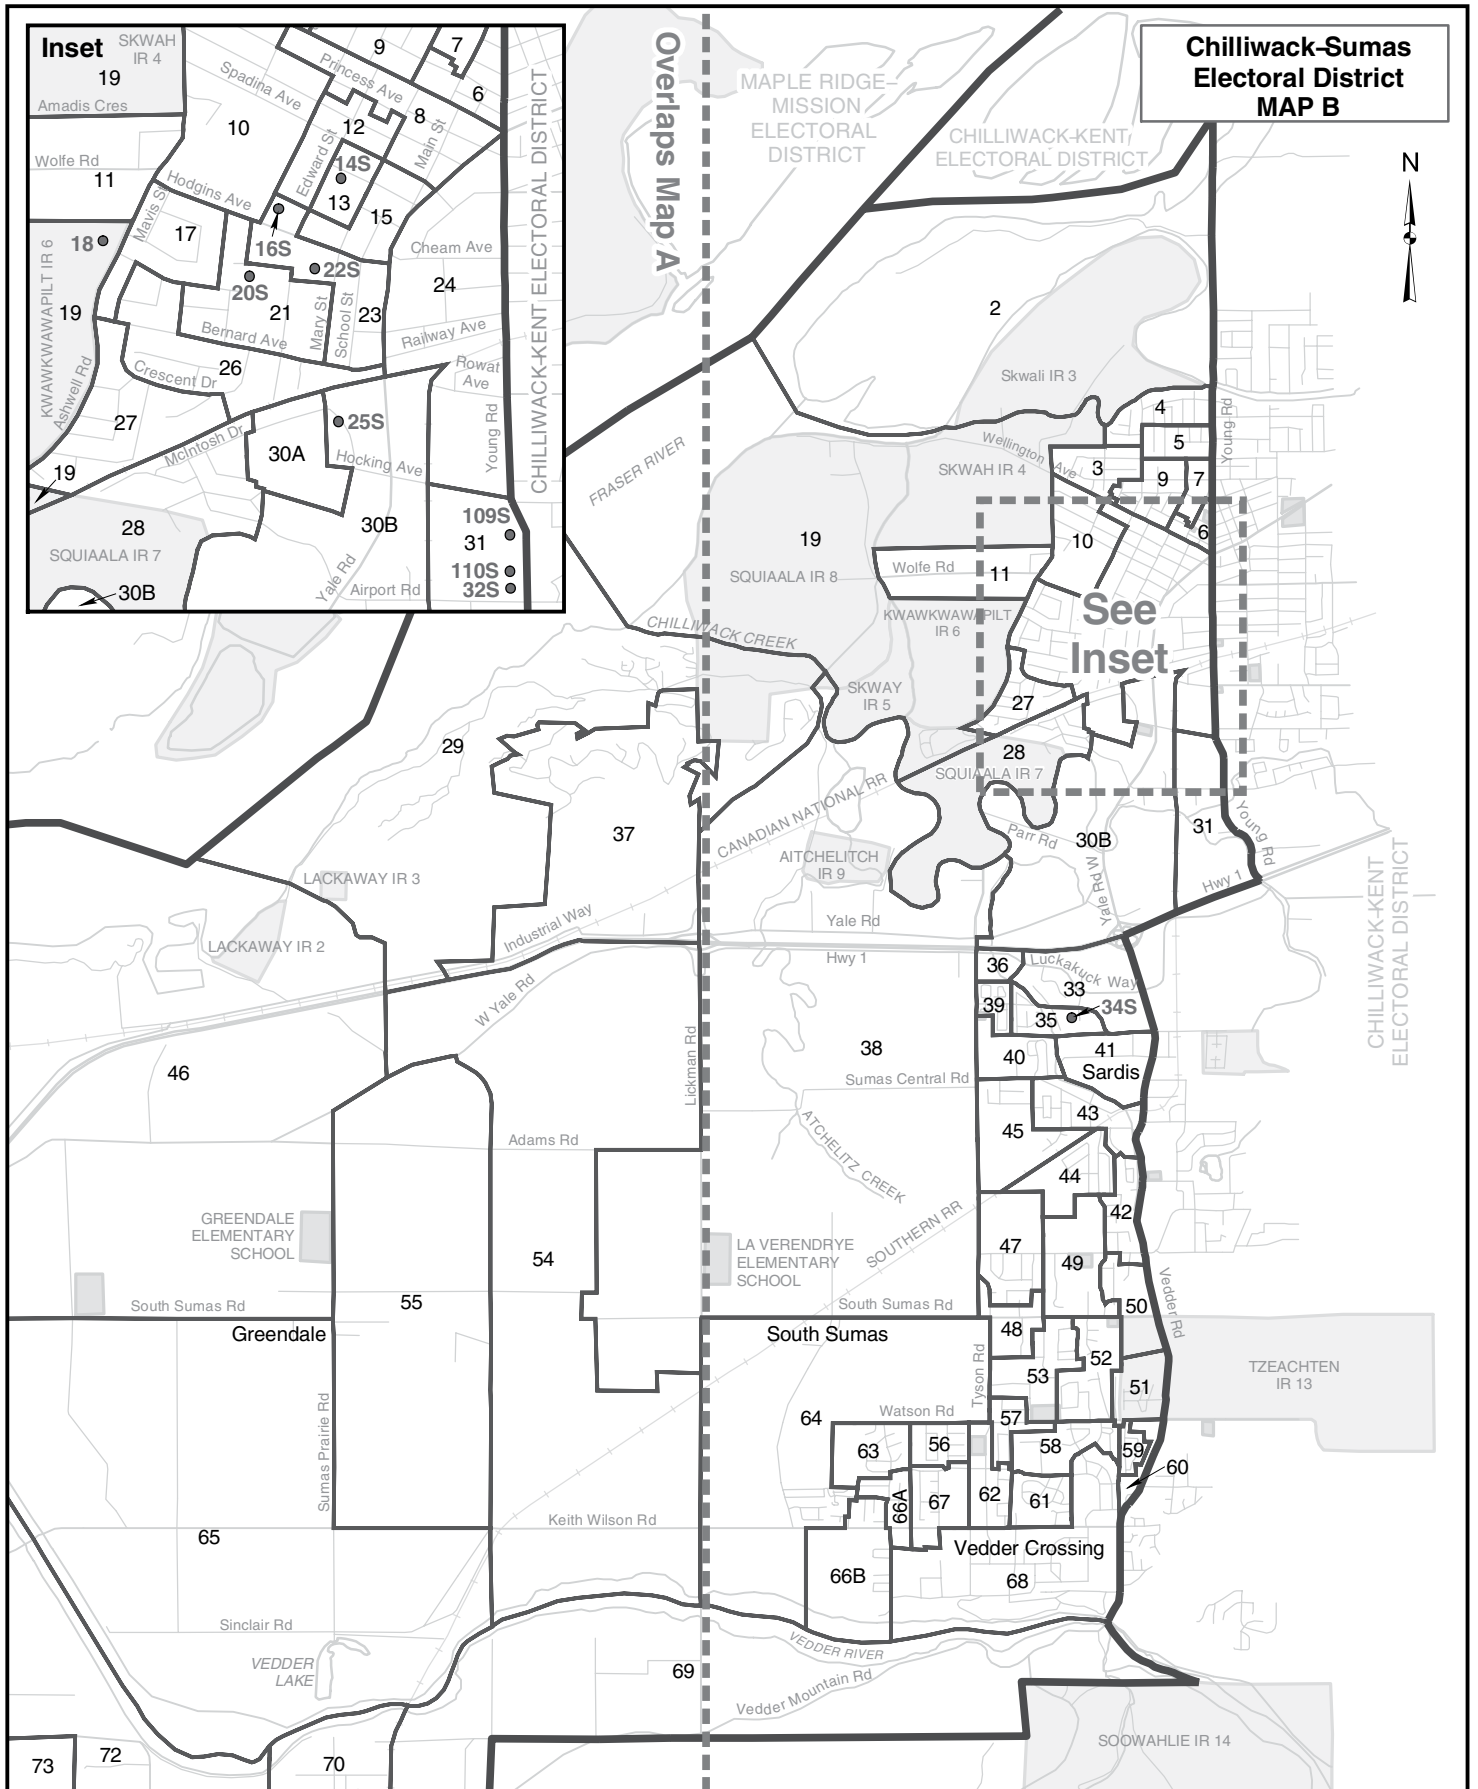 Chilliwack–Sumas
Electoral District
MAP B
N
Overlaps Map A
MAPLE RIDGE–
MISSION
ELECTORAL
DISTRICT
CHILLIWACK-KENT
ELECTORAL DISTRICT
Inset
SKWAH
IR 4
19
Amadis Cres
Spadina Ave
Princess Ave
9
7
6
8
10
12
Main St
Edward St
14S
13
15
Wolfe Rd
11
Hodgins Ave
Mavis St
17
18
16S
22S
20S
21
Mary St
School St
23
Cheam Ave
24
KWAWKWAWAPILT IR 6
19
Bernard Ave
Railway Ave
Rowat
Ave
26
Crescent Dr
Ashwell Rd
27
25S
McIntosh Dr
Hocking Ave
Young Rd
30A
19
28
SQUIAALA IR 7
30B
30B
Yale Rd
Airport Rd
109S
31
110S
32S
CHILLIWACK-KENT ELECTORAL DISTRICT
2
Skwali IR 3
4
5
Young Rd
Wellington Ave
3
9
7
6
SKWAH IR 4
FRASER RIVER
19
10
Wolfe Rd
11
SQUIAALA IR 8
KWAWKWAWAPILT
IR 6
See
Inset
CHILLIWACK CREEK
SKWAY
IR 5
27
28
SQUIAALA IR 7
29
37
CANADIAN NATIONAL RR
AITCHELITCH
IR 9
Parr Rd
30B
31
Young Rd
Yale Rd W
Hwy 1
CHILLIWACK-KENT
ELECTORAL DISTRICT
LACKAWAY IR 3
LACKAWAY IR 2
Industrial Way
Yale Rd
Hwy 1
W Yale Rd
36
Luckakuck Way
33
39
35
34S
46
38
40
41
Sardis
Lickman Rd
Sumas Central Rd
43
45
Adams Rd
ATCHELITZ CREEK
44
42
GREENDALE
ELEMENTARY
SCHOOL
54
LA VERENDRYE
ELEMENTARY
SCHOOL
SOUTHERN RR
47
49
South Sumas Rd
55
South Sumas Rd
50
Vedder Rd
Greendale
South Sumas
48
52
TZEACHTEN
IR 13
53
51
Tyson Rd
Sumas Prairie Rd
64
Watson Rd
57
63
56
58
59
60
66A
67
62
61
65
Keith Wilson Rd
Vedder Crossing
66B
68
Sinclair Rd
VEDDER
LAKE
VEDDER RIVER
69
Vedder Mountain Rd
SOOWAHLIE IR 14
73
72
70